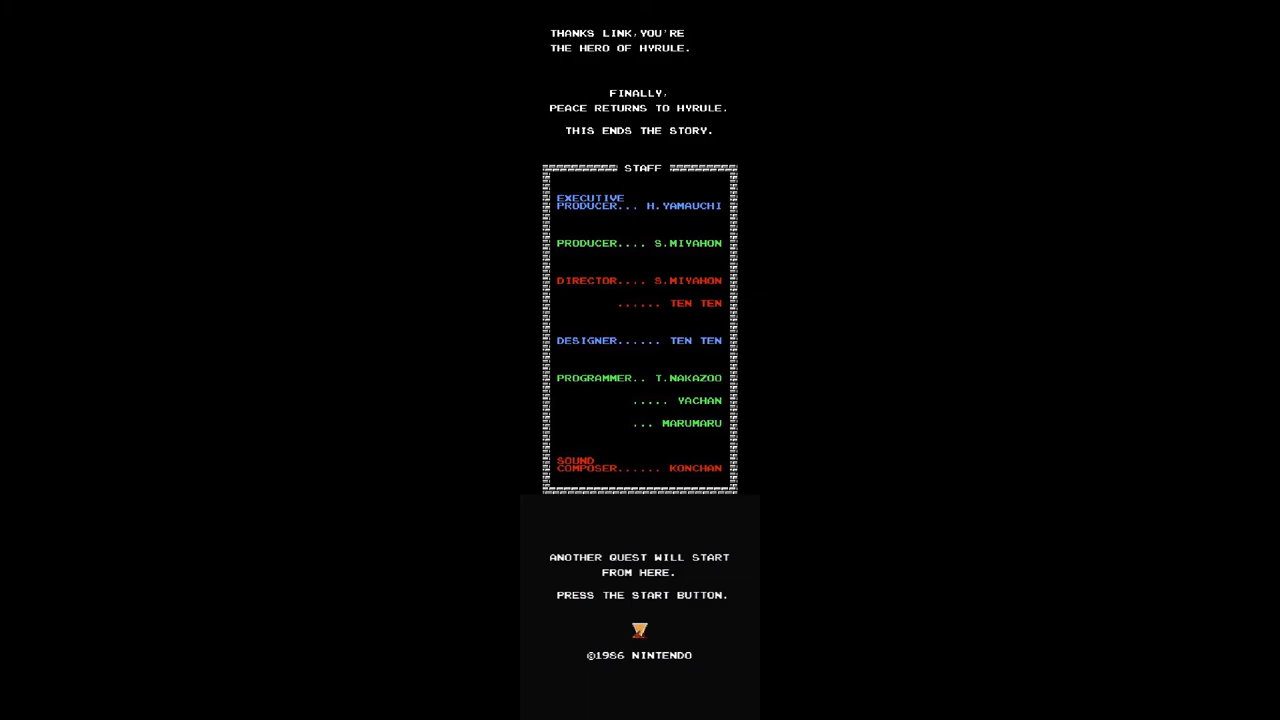 THANKS LINK,YOU'RE
THE HERO OF HYRULE.
FINALLY,
PEACE RETURNS TO HYRULE.
THIS ENDS THE STORY.
STAFF
EXECUTIVE
PRODUCER... H.YAMAUCHI
PRODUCER.... S.MIYAHON
DIRECTOR.... S.MIYAHON
...... TEN TEN
DESIGNER...... TEN TEN
PROGRAMMER.. T.NAKAZOO
..... YACHAN
... MARUMARU
SOUND
COMPOSER...... KONCHAN
ANOTHER QUEST WILL START
FROM HERE.
PRESS THE START BUTTON.
©1986 NINTENDO